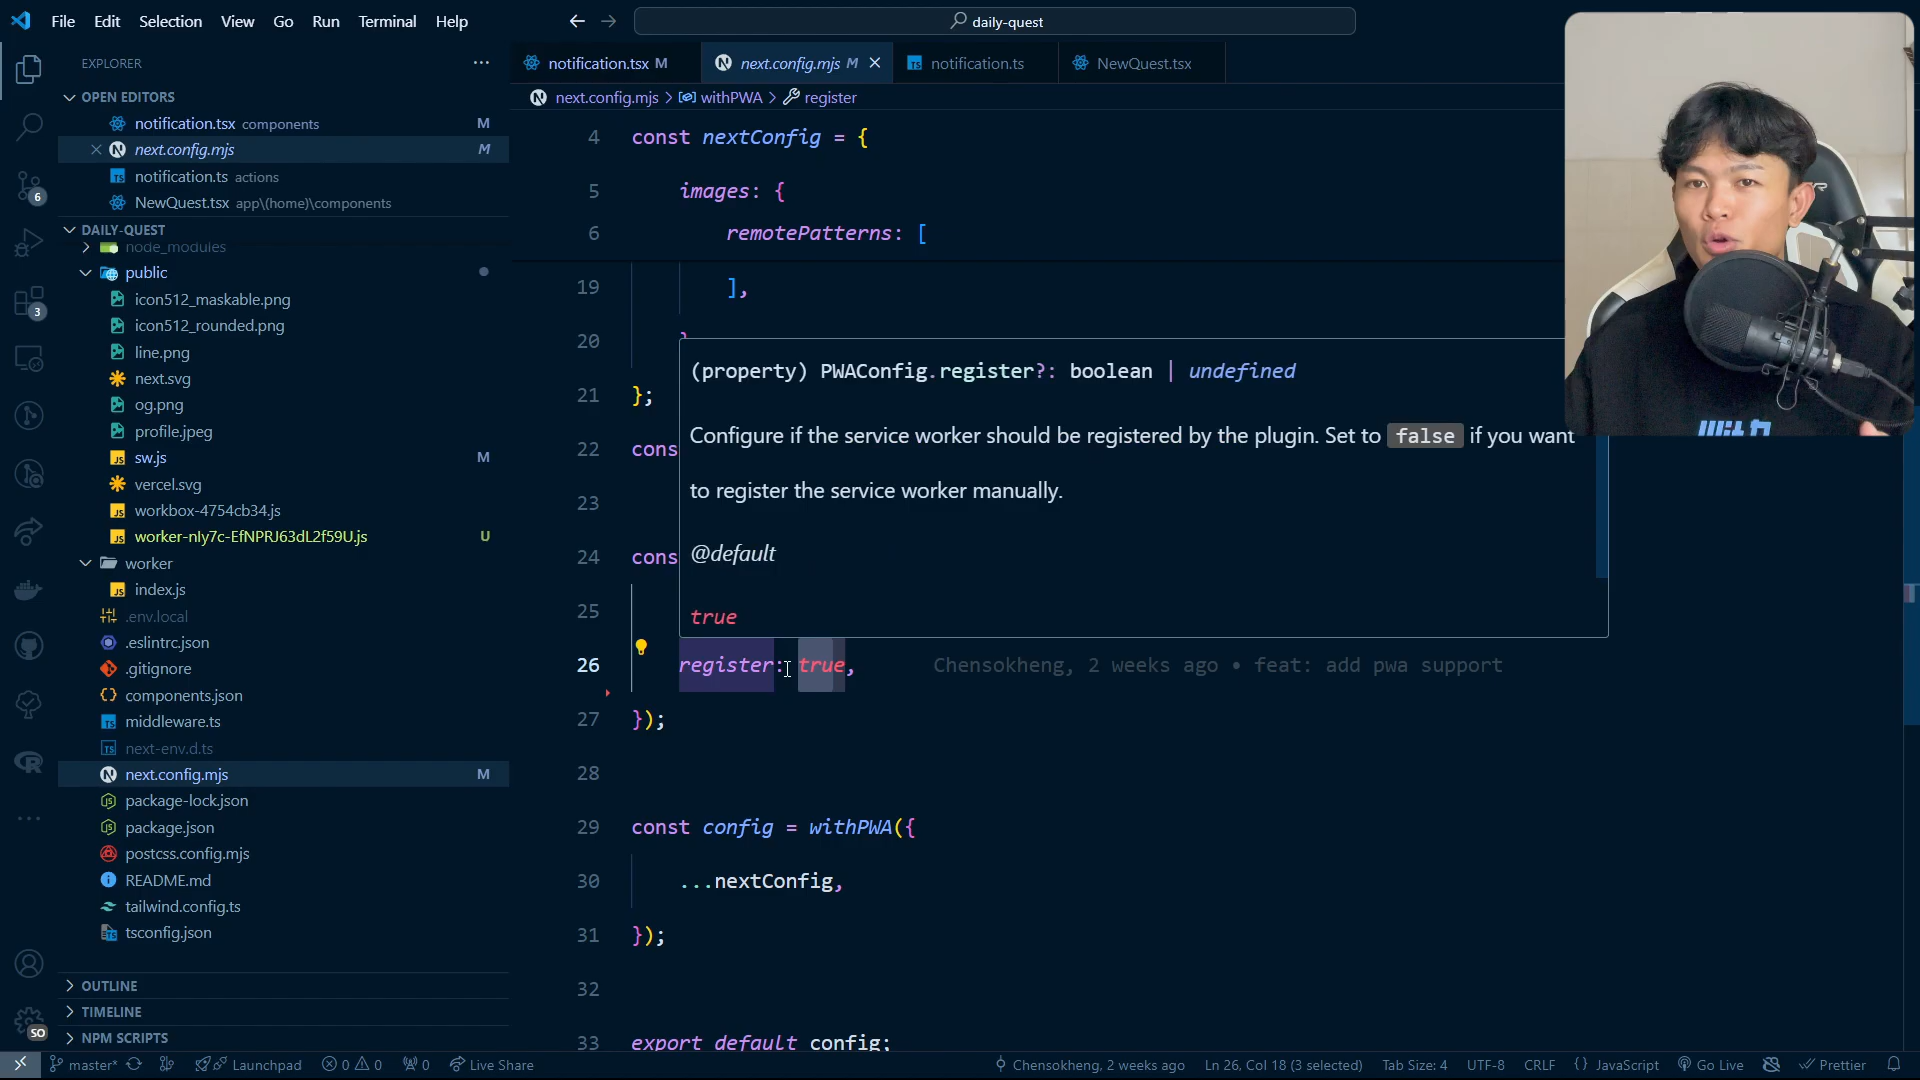 File Edit Selection View Go Run Terminal Help
daily-quest
EXPLORER
OPEN EDITORS
notification.tsx components M
next.config.mjs M
notification.ts actions
NewQuest.tsx app\(home)\components
DAILY-QUEST
node_modules
public
icon512_maskable.png
icon512_rounded.png
line.png
next.svg
og.png
profile.jpeg
sw.js M
vercel.svg
workbox-4754cb34.js
worker-nIy7c-EfNPRJ63dL2f59U.js U
worker
index.js
.env.local
.eslintrc.json
.gitignore
components.json
middleware.ts
next-env.d.ts
next.config.mjs M
package-lock.json
package.json
postcss.config.mjs
README.md
tailwind.config.ts
tsconfig.json
OUTLINE
TIMELINE
NPM SCRIPTS
6
3
SO
notification.tsx M
next.config.mjs M
notification.ts
NewQuest.tsx
next.config.mjs > withPWA > register
4 const nextConfig = {
5 images: {
6 remotePatterns: [
19 ],
20
21 };
22 cons
23
24 cons
25
26 register: true, Chensokheng, 2 weeks ago • feat: add pwa support
27 });
28
29 const config = withPWA({
30 ...nextConfig,
31 });
32
33 export default config;
(property) PWAConfig.register?: boolean | undefined
Configure if the service worker should be registered by the plugin. Set to false if you want
to register the service worker manually.
@default
true
master* Launchpad 0 0 0 Live Share
Chensokheng, 2 weeks ago Ln 26, Col 18 (3 selected) Tab Size: 4 UTF-8 CRLF {} JavaScript Go Live Prettier